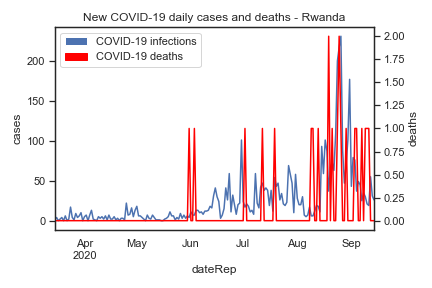 New COVID-19 daily cases and deaths - Rwanda
COVID-19 infections
COVID-19 deaths
cases
200
150
100
50
0
deaths
2.00
1.75
1.50
1.25
1.00
0.75
0.50
0.25
0.00
Apr May Jun Jul Aug Sep
2020
dateRep